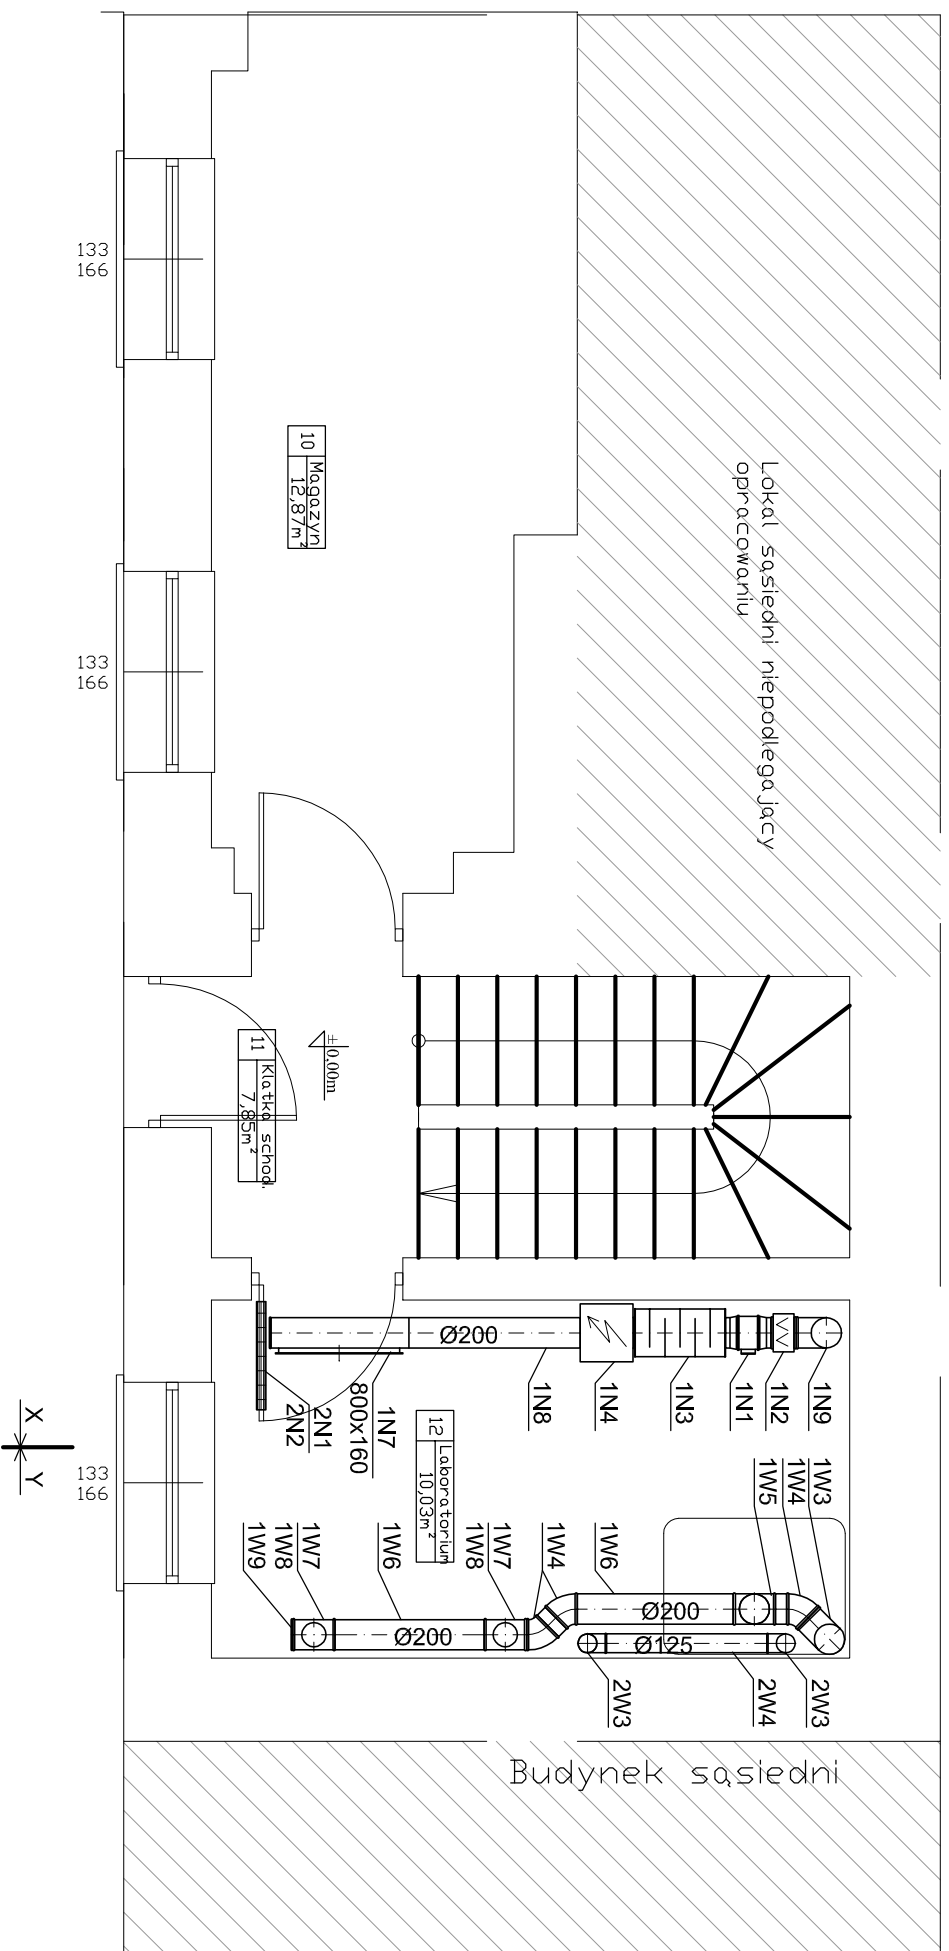 133
166
10
Magazyn
12,87m²
Lokal sąsiedni niepodlegający
opracowaniu
133
166
±0,00m
11
Klatka schod.
7,85m²
Ø200
1N7
800x160
2N1
2N2
1N8
1N4
1N3
1N1
1N2
1N9
12
Laboratorium
10,03m²
X
Y
133
166
1W3
1W4
1W5
1W6
1W4
1W7
1W8
1W6
1W7
1W8
1W9
Ø200
Ø200
Ø125
2W3
2W4
2W3
Budynek sąsiedni